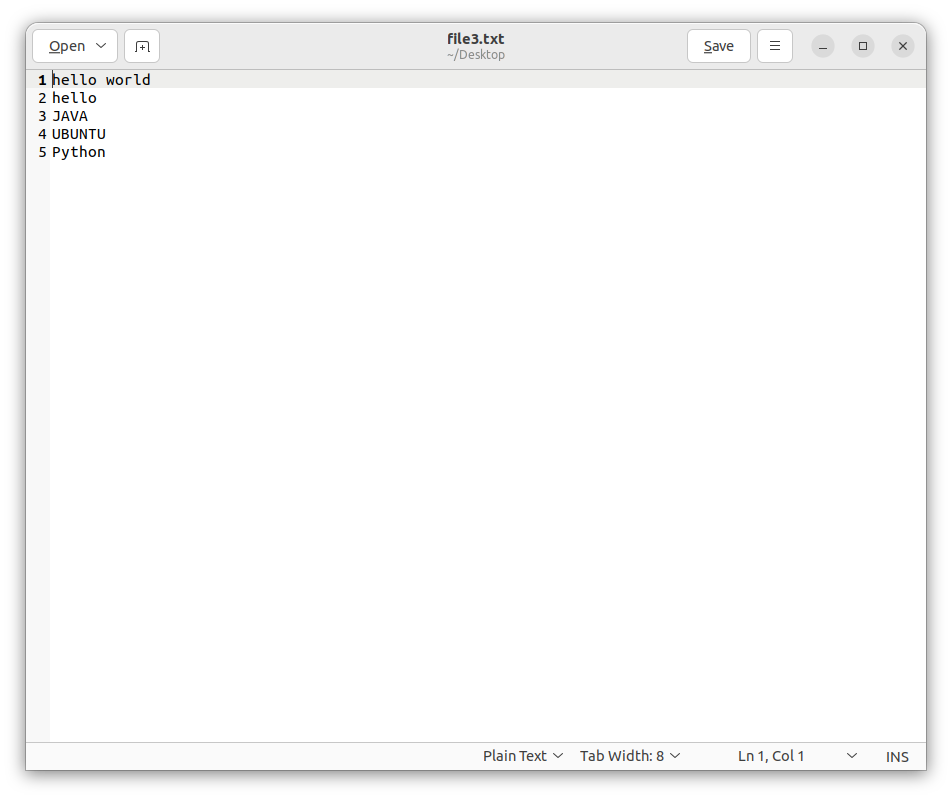 Open
file3.txt
~/Desktop
Save
1 hello world
2 hello
3 JAVA
4 UBUNTU
5 Python
Plain Text Tab Width: 8 Ln 1, Col 1 INS